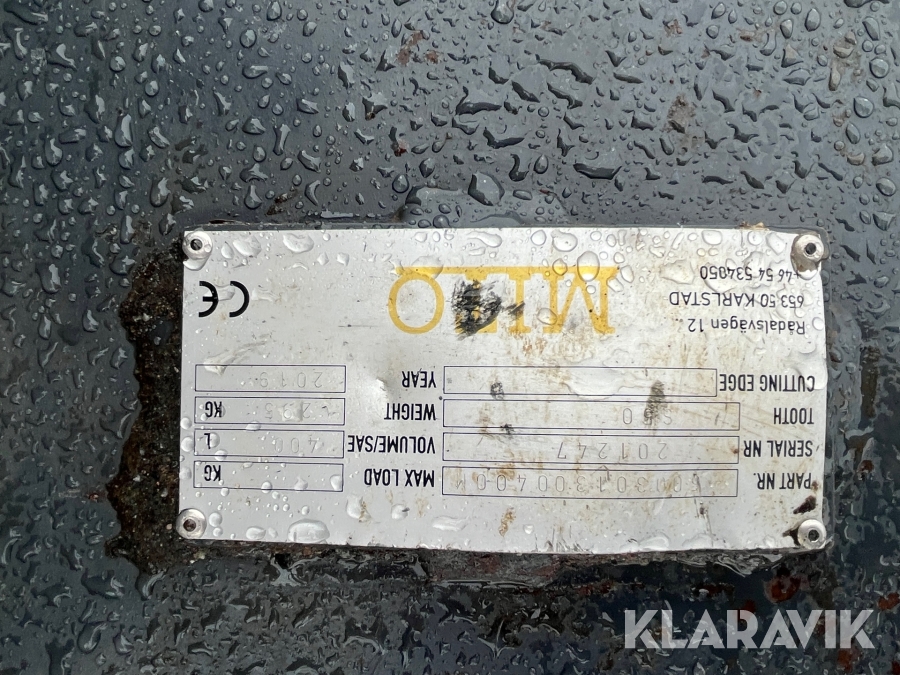 PART NR. MAX LOAD KG
SERIAL NR 201247 VOLUME/SAE 400 L
TOOTH WEIGHT KG
CUTTING EDGE YEAR 2019
Rådalsvägen 12
653 50 KARLSTAD
+46 54 534050
CE
KLARAVIK